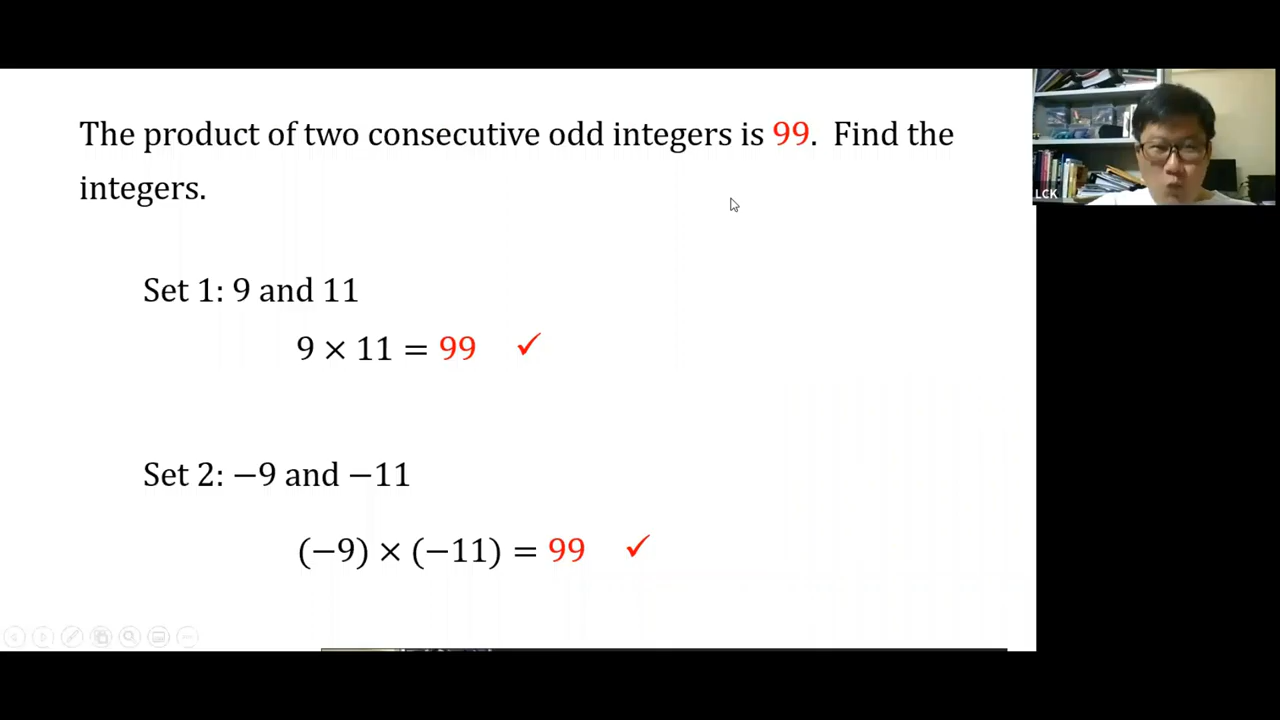 The product of two consecutive odd integers is 99. Find the
integers.
LCK
Set 1: 9 and 11
9 × 11 = 99 ✓
Set 2: −9 and −11
(−9) × (−11) = 99 ✓